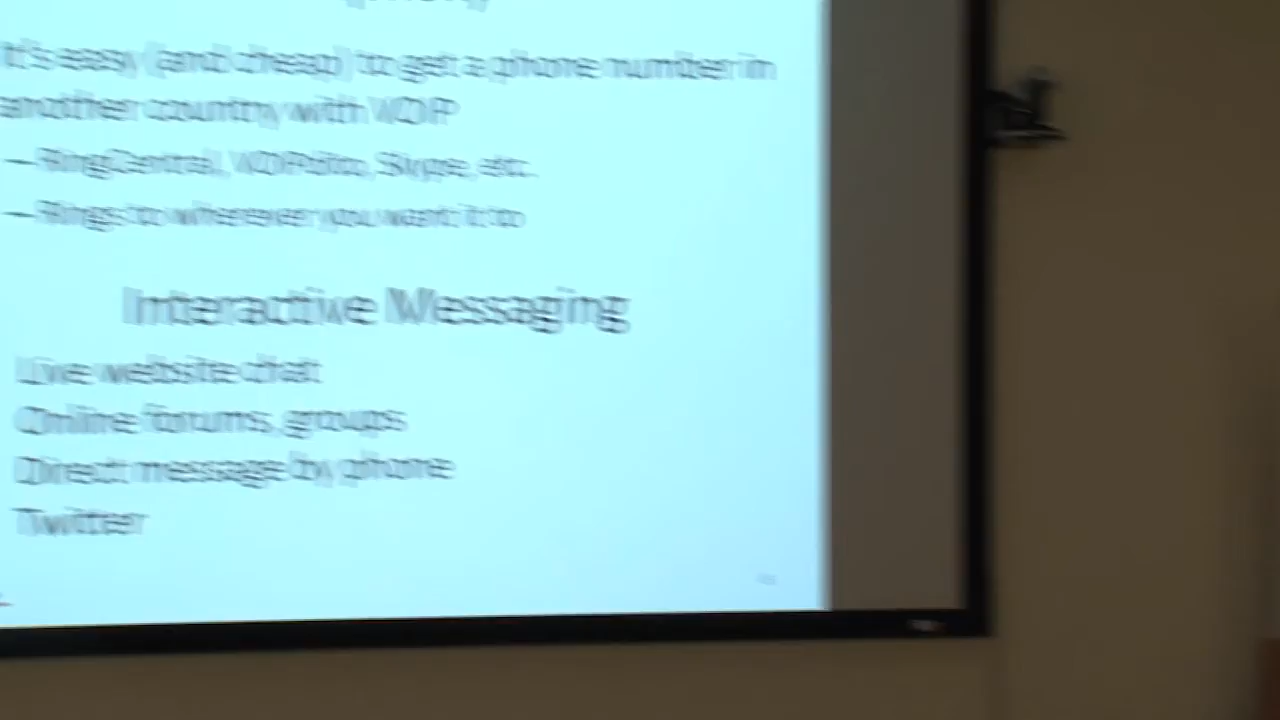 It's easy (and cheap) to get a phone number in
another country with VOIP
– RingCentral, VOIPdito, Skype, etc.
– Rings to wherever you want it to
Interactive Messaging
Live website chat
Online forums, groups
Direct message by phone
Twitter